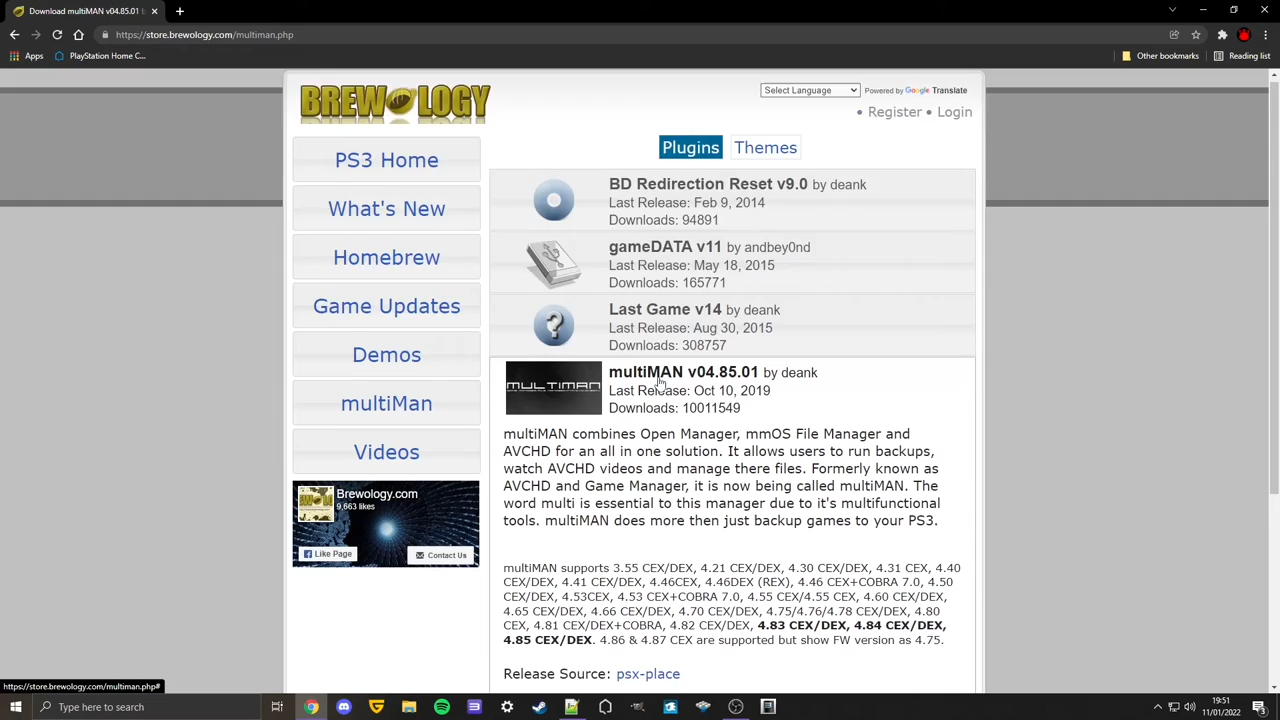 Download multiMAN v04.85.01 b
https://store.brewology.com/multiman.php
Apps
PlayStation Home C...
Other bookmarks
Reading list
BREWOLOGY
Select Language
Powered by Google Translate
• Register • Login
PS3 Home
What's New
Homebrew
Game Updates
Demos
multiMan
Videos
Brewology.com
9,663 likes
Like Page
Contact Us
Plugins
Themes
BD Redirection Reset v9.0 by deank
Last Release: Feb 9, 2014
Downloads: 94891
gameDATA v11 by andbey0nd
Last Release: May 18, 2015
Downloads: 165771
Last Game v14 by deank
Last Release: Aug 30, 2015
Downloads: 308757
MULTIMAN
multiMAN v04.85.01 by deank
Last Release: Oct 10, 2019
Downloads: 10011549
multiMAN combines Open Manager, mmOS File Manager and
AVCHD for an all in one solution. It allows users to run backups,
watch AVCHD videos and manage there files. Formerly known as
AVCHD and Game Manager, it is now being called multiMAN. The
word multi is essential to this manager due to it's multifunctional
tools. multiMAN does more then just backup games to your PS3.
multiMAN supports 3.55 CEX/DEX, 4.21 CEX/DEX, 4.30 CEX/DEX, 4.31 CEX, 4.40
CEX/DEX, 4.41 CEX/DEX, 4.46CEX, 4.46DEX (REX), 4.46 CEX+COBRA 7.0, 4.50
CEX/DEX, 4.53CEX, 4.53 CEX+COBRA 7.0, 4.55 CEX/4.55 CEX, 4.60 CEX/DEX,
4.65 CEX/DEX, 4.66 CEX/DEX, 4.70 CEX/DEX, 4.75/4.76/4.78 CEX/DEX, 4.80
CEX, 4.81 CEX/DEX+COBRA, 4.82 CEX/DEX, 4.83 CEX/DEX, 4.84 CEX/DEX,
4.85 CEX/DEX. 4.86 & 4.87 CEX are supported but show FW version as 4.75.
Release Source: psx-place
https://store.brewology.com/multiman.php#
Type here to search
19:51
11/01/2022